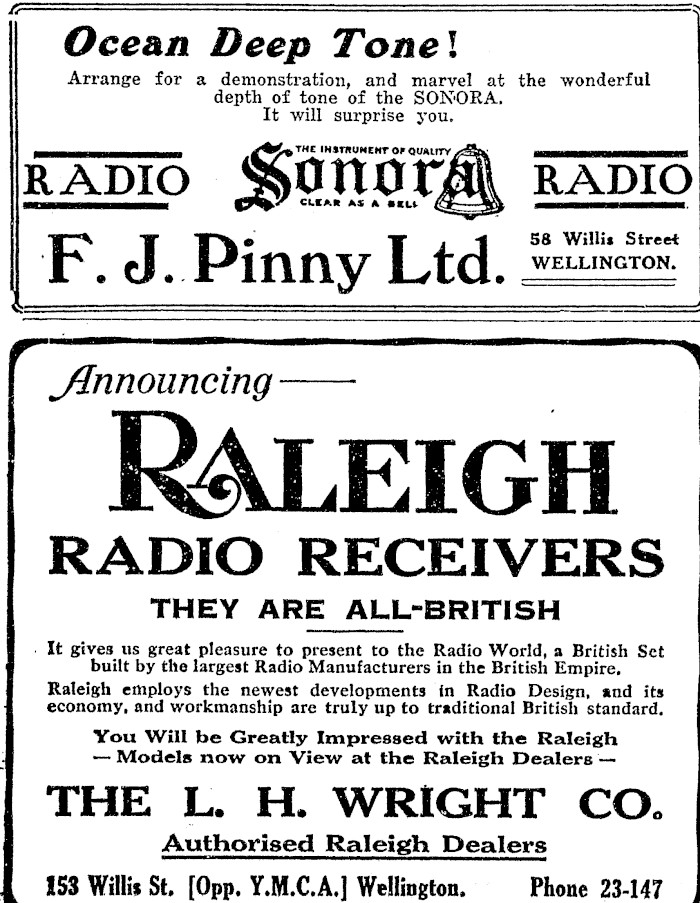 Ocean Deep Tone!
Arrange for a demonstration, and marvel at the wonderful
depth of tone of the SONORA.
It will surprise you.
RADIO
THE INSTRUMENT OF QUALITY
Sonora
CLEAR AS A BELL
RADIO
F. J. Pinny Ltd.
58 Willis Street
WELLINGTON.
Announcing —
RALEIGH
RADIO RECEIVERS
THEY ARE ALL-BRITISH
It gives us great pleasure to present to the Radio World, a British Set
built by the largest Radio Manufacturers in the British Empire.
Raleigh employs the newest developments in Radio Design, and its
economy, and workmanship are truly up to traditional British standard.
You Will be Greatly Impressed with the Raleigh
— Models now on View at the Raleigh Dealers —
THE L. H. WRIGHT CO.
Authorised Raleigh Dealers
153 Willis St. [Opp. Y.M.C.A.] Wellington. Phone 23-147